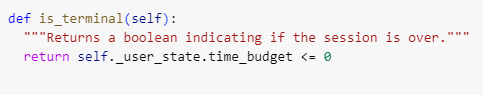 def is_terminal(self):
  """Returns a boolean indicating if the session is over."""
  return self._user_state.time_budget <= 0